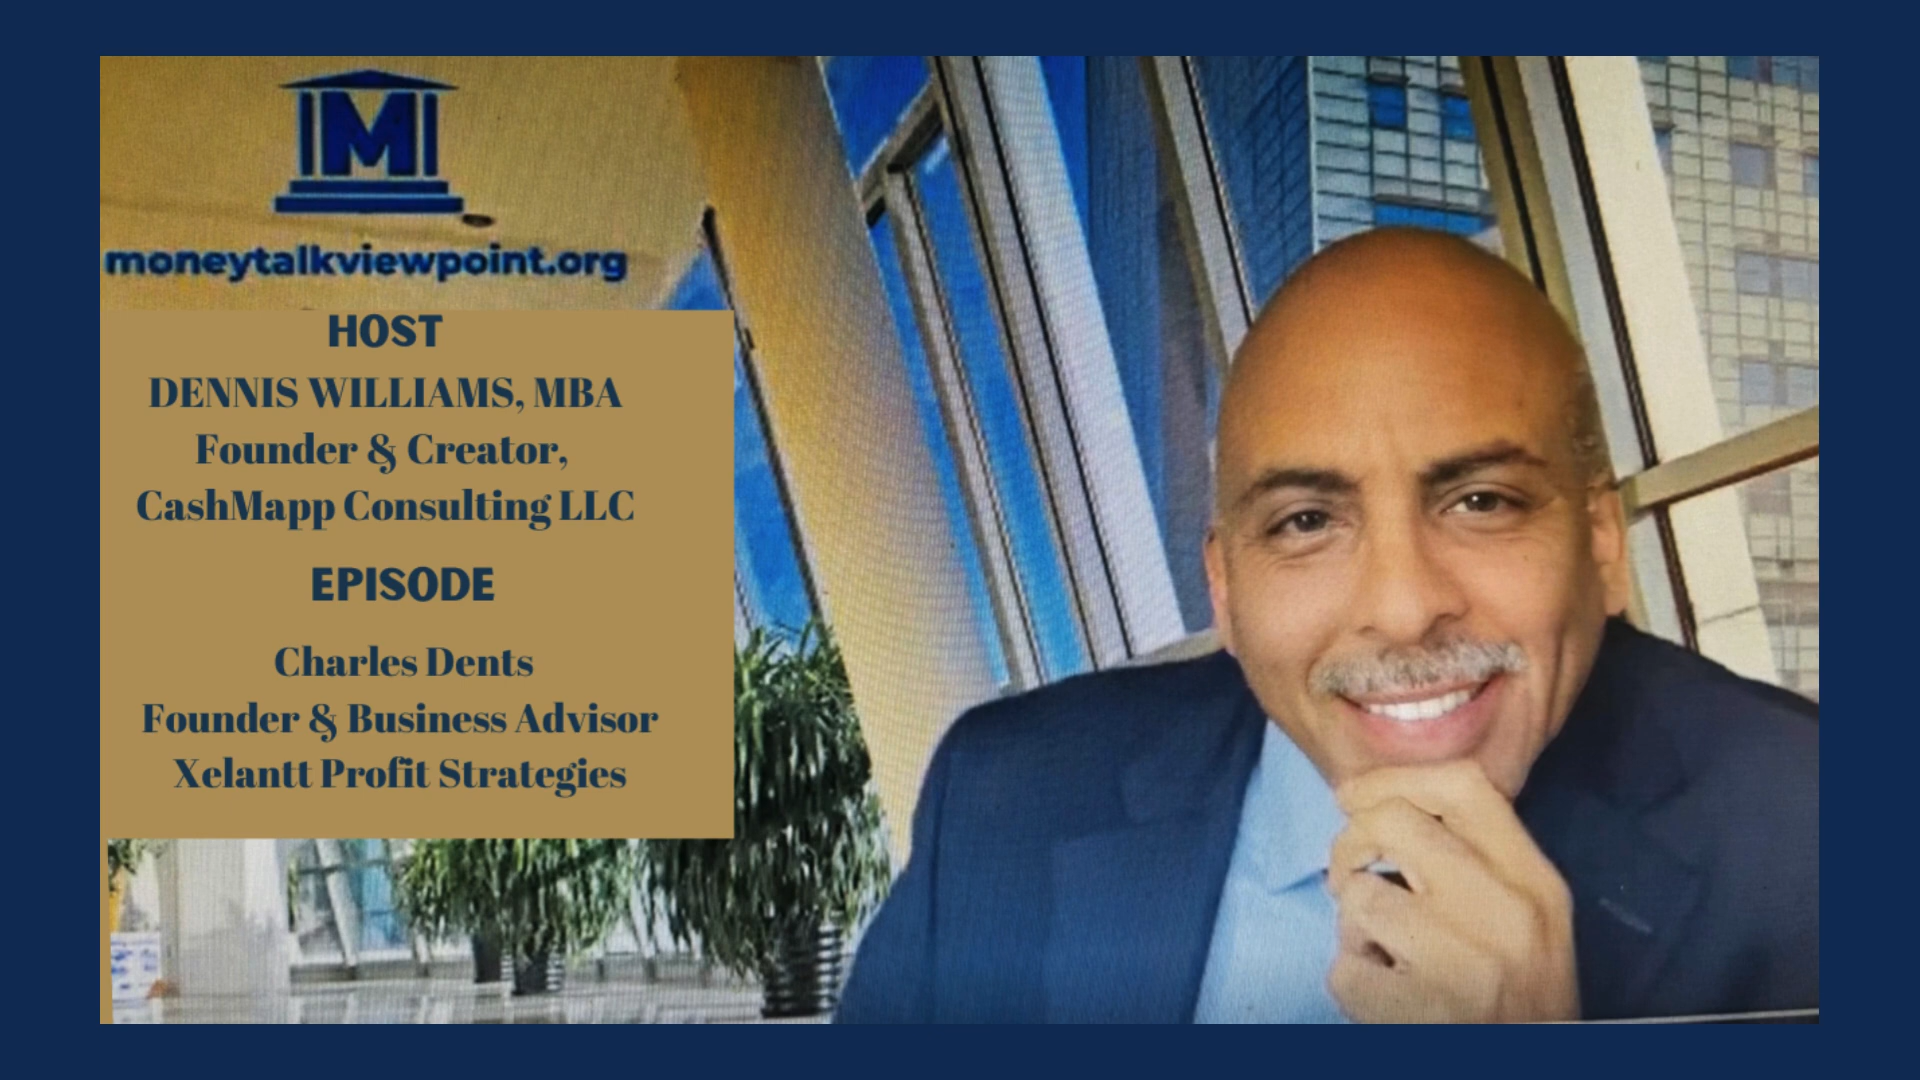 M
moneytalkviewpoint.org
HOST
DENNIS WILLIAMS, MBA
Founder & Creator,
CashMapp Consulting LLC
EPISODE
Charles Dents
Founder & Business Advisor
Xelantt Profit Strategies